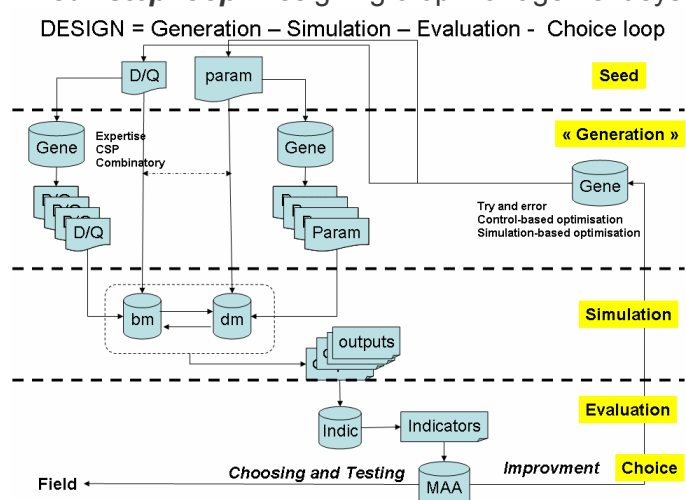 DESIGN = Generation – Simulation – Evaluation - Choice loop
D/Q
param
Seed
Gene
Expertise
CSP
Combinatory
Gene
« Generation »
Gene
Try and error
Control-based optimisation
Simulation-based optimisation
D/Q
Param
bm
dm
Simulation
outputs
Evaluation
Indic
Indicators
Choosing and Testing
Improvment
Choice
Field
MAA